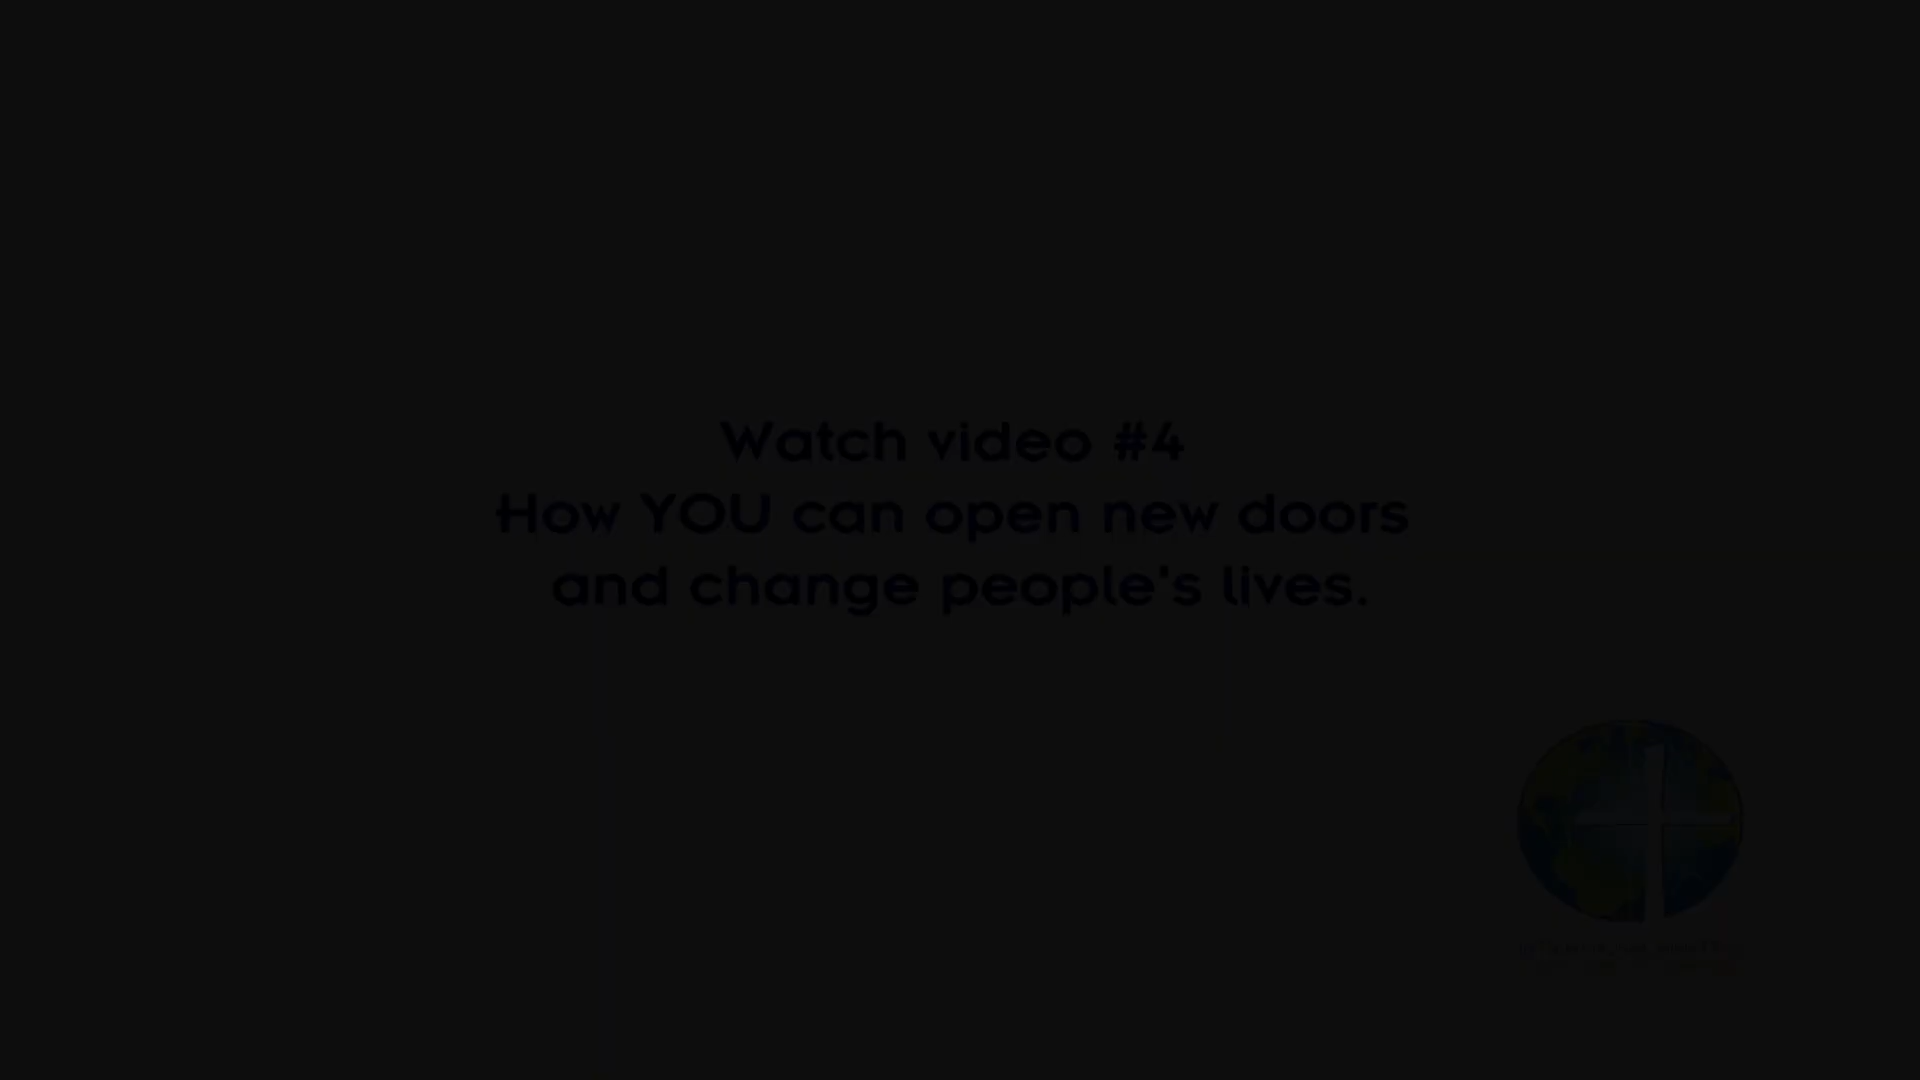 Watch video #4
How YOU can open new doors
and change people's lives.